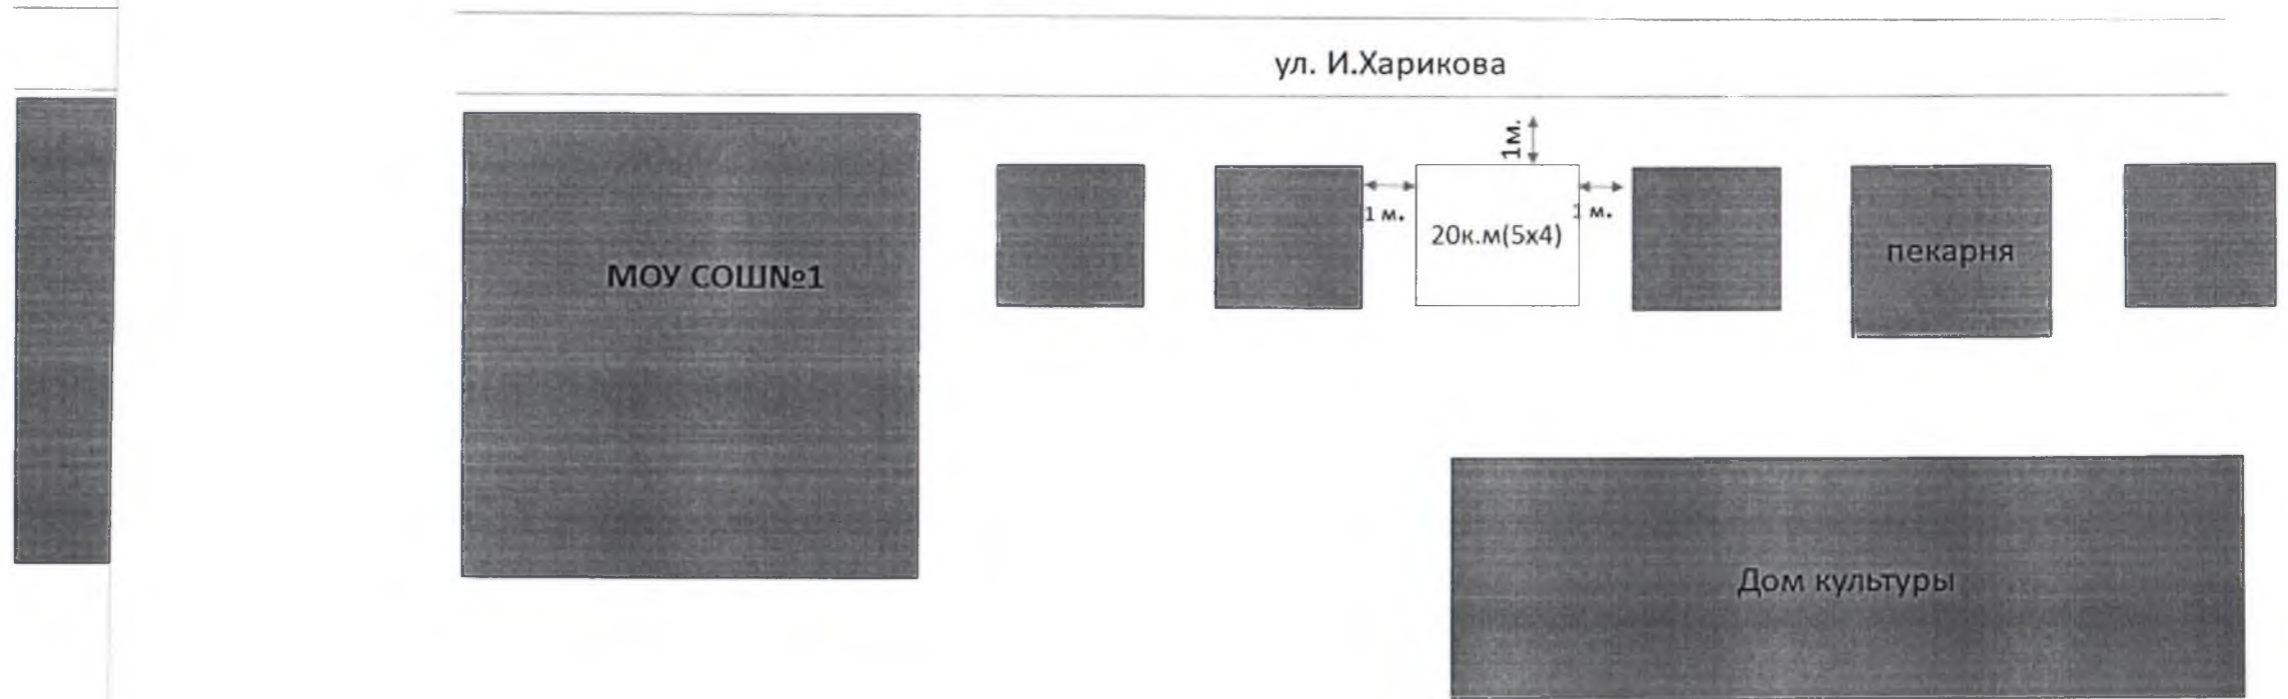 ул. И.Харикова
1м.
1 м.
1 м.
20к.м(5х4)
МОУ СОШ№1
пекарня
Дом культуры